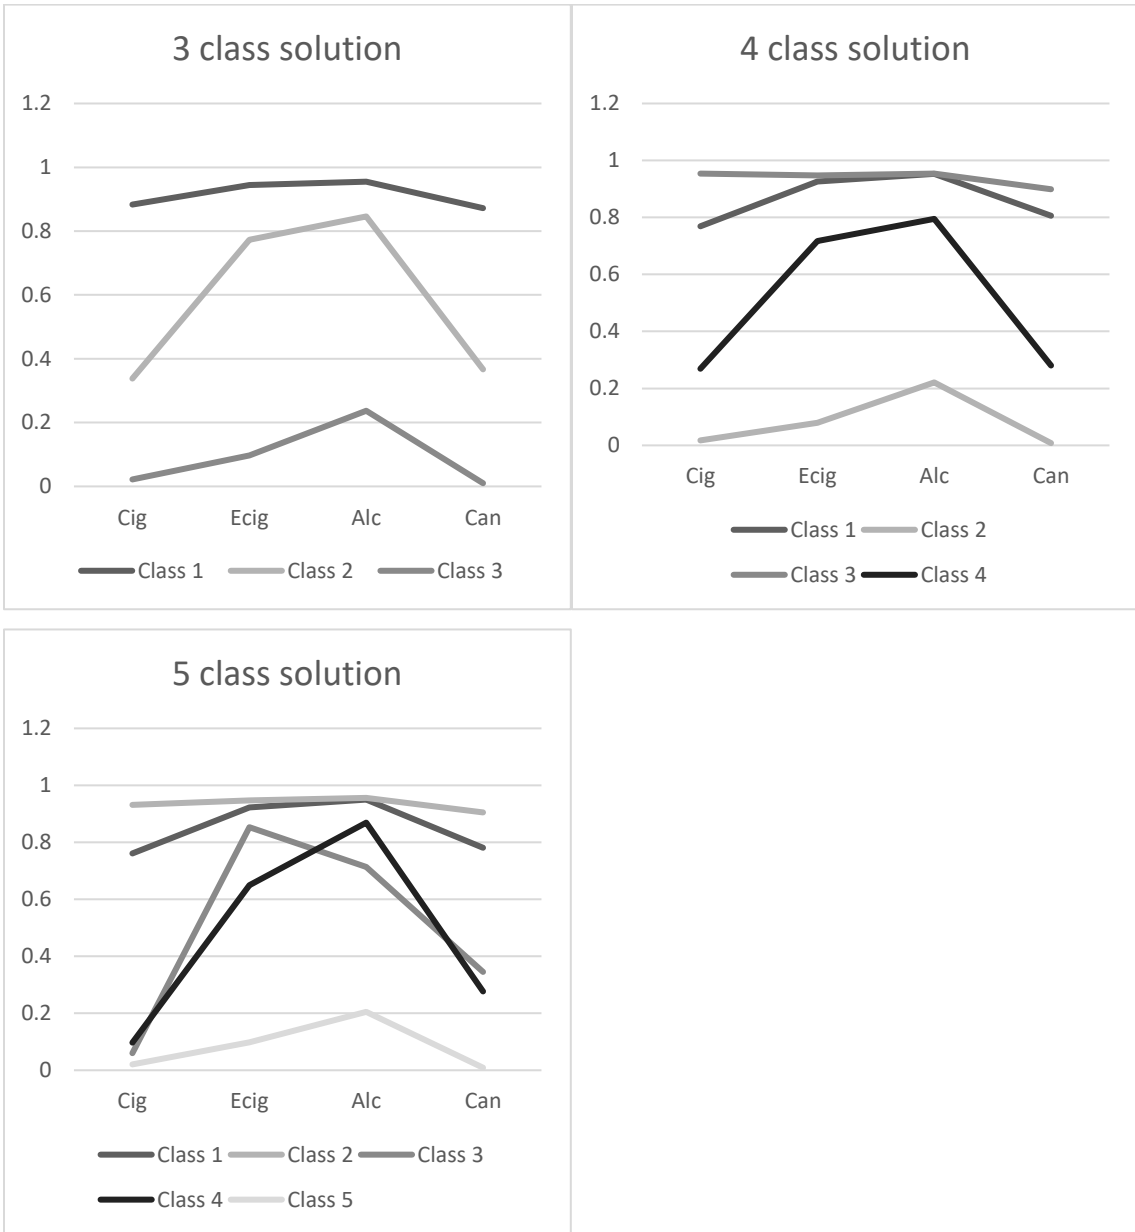 3 class solution
1.2
1
0.8
0.6
0.4
0.2
0
Cig Ecig Alc Can
Class 1 Class 2 Class 3
4 class solution
1.2
1
0.8
0.6
0.4
0.2
0
Cig Ecig Alc Can
Class 1 Class 2
Class 3 Class 4
5 class solution
1.2
1
0.8
0.6
0.4
0.2
0
Cig Ecig Alc Can
Class 1 Class 2 Class 3
Class 4 Class 5